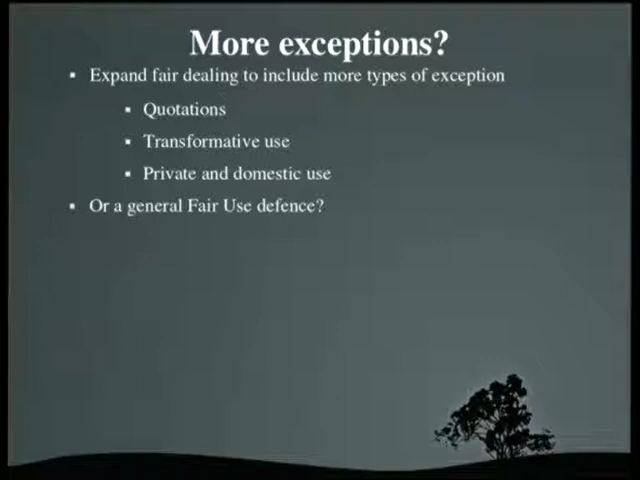 More exceptions?
Expand fair dealing to include more types of exception
Quotations
Transformative use
Private and domestic use
Or a general Fair Use defence?